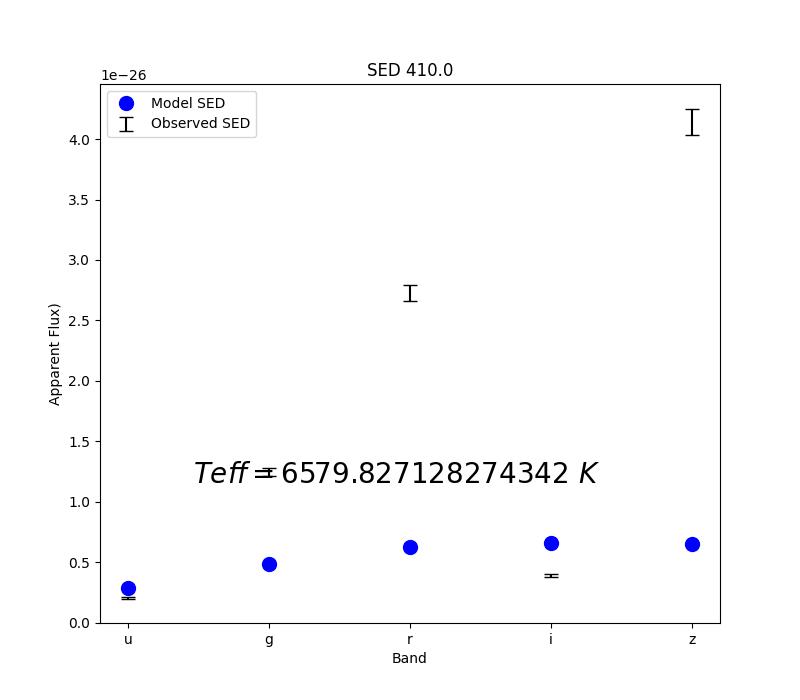 SED 410.0
1e−26
Model SED
Observed SED
4.0
3.5
3.0
2.5
2.0
1.5
1.0
0.5
0.0
Apparent Flux)
Teff = 6579.827128274342 K
u g r i z
Band